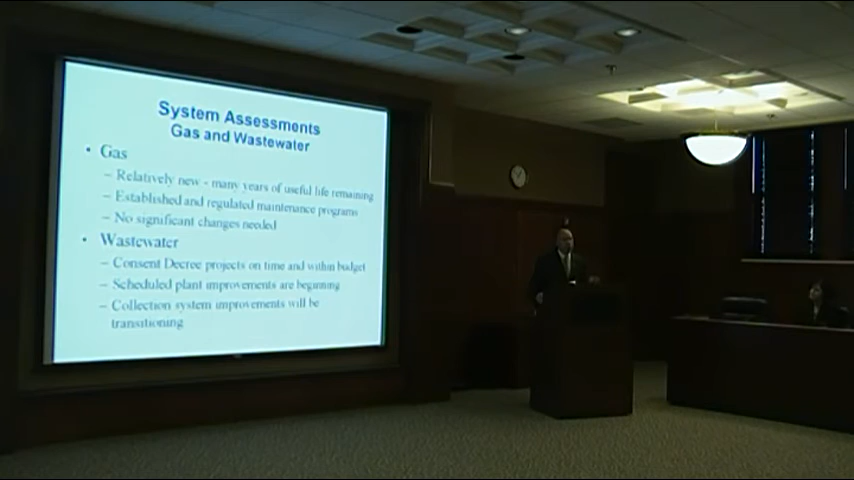 System Assessments
Gas and Wastewater
• Gas
– Relatively new - many years of useful life remaining
– Established and regulated maintenance programs
– No significant changes needed
• Wastewater
– Consent Decree projects on time and within budget
– Scheduled plant improvements are beginning
– Collection system improvements will be
transitioning